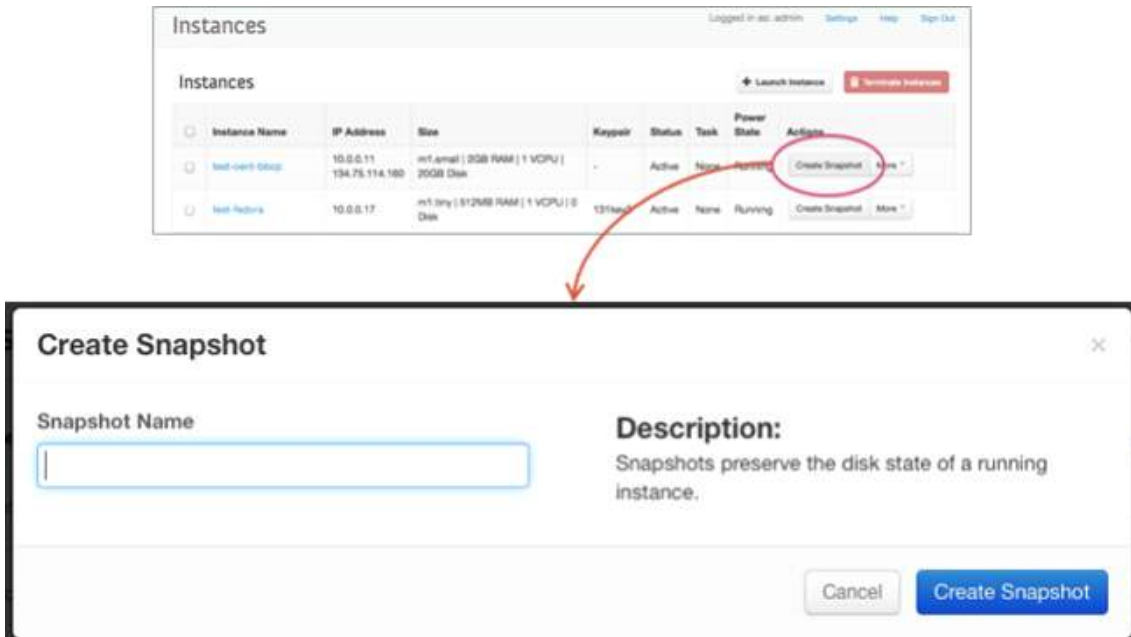 Instances
Logged in as: admin Settings Help Sign Out
Instances
+ Launch Instance Terminate Instances
Instance Name IP Address Size Keypair Status Task Power State Actions
10.0.0.11 m1.small | 2GB RAM | 1 VCPU | - Active None Running Create Snapshot More
134.75.114.160 20GB Disk
test-fedora 10.0.0.17 m1.tiny | 512MB RAM | 1 VCPU | 0 Active None Running Create Snapshot More
Disk
Create Snapshot ×
Snapshot Name
Description:
Snapshots preserve the disk state of a running
instance.
Cancel Create Snapshot